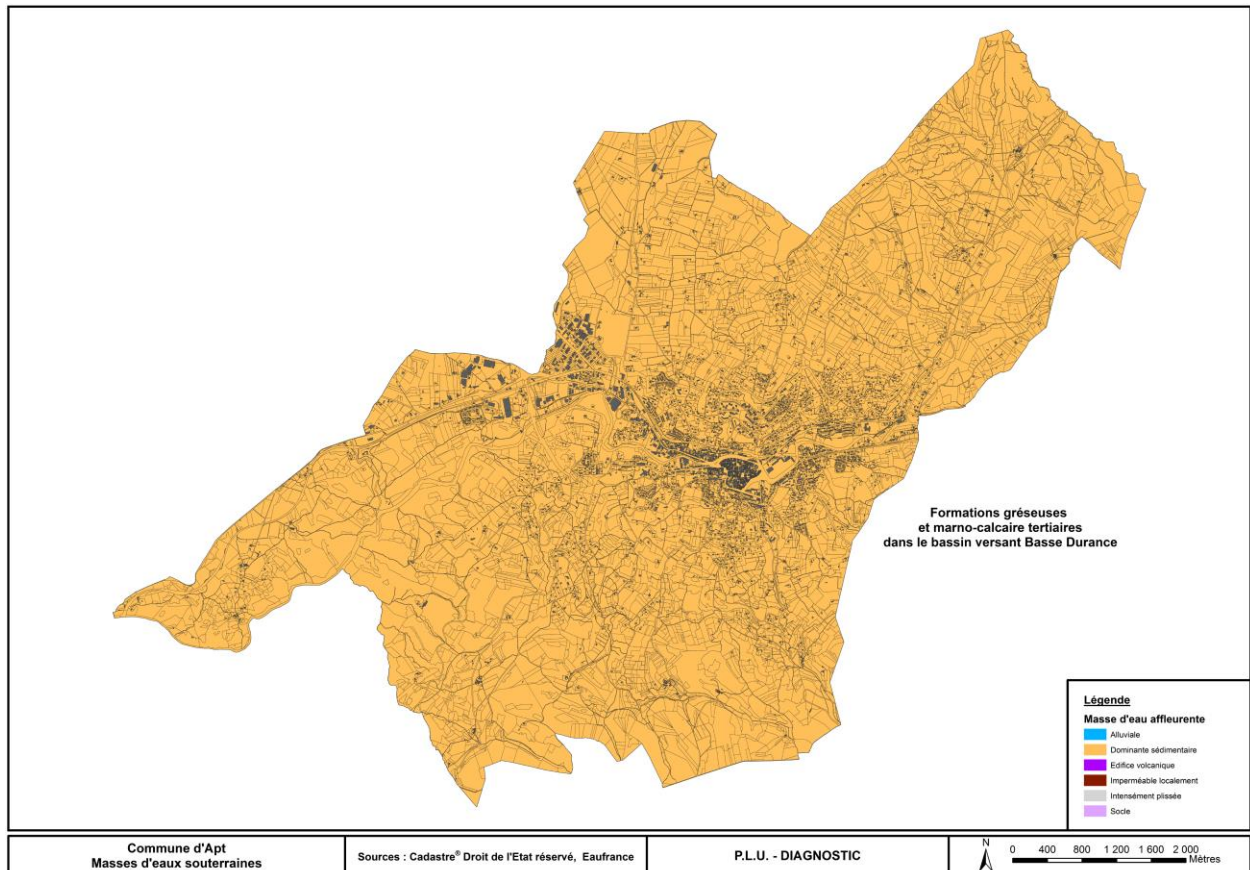 Formations gréseuses
et marno-calcaire tertiaires
dans le bassin versant Basse Durance
Légende
Masse d'eau affleurente
Alluviale
Dominante sédimentaire
Edifice volcanique
Imperméable localement
Intensément plissée
Socle
Commune d'Apt
Masses d'eaux souterraines
Sources : Cadastre® Droit de l'Etat réservé, Eaufrance
P.L.U. - DIAGNOSTIC
N
0 400 800 1 200 1 600 2 000
Mètres